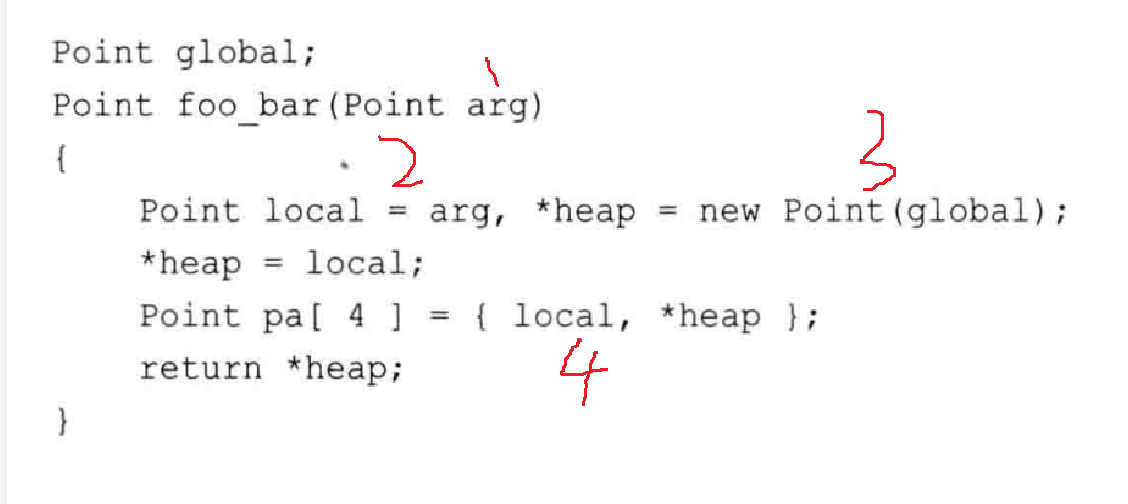 Point global;
1
Point foo_bar(Point arg)
{
2 3
Point local = arg, *heap = new Point(global);
*heap = local;
Point pa[ 4 ] = { local, *heap };
4
return *heap;
}